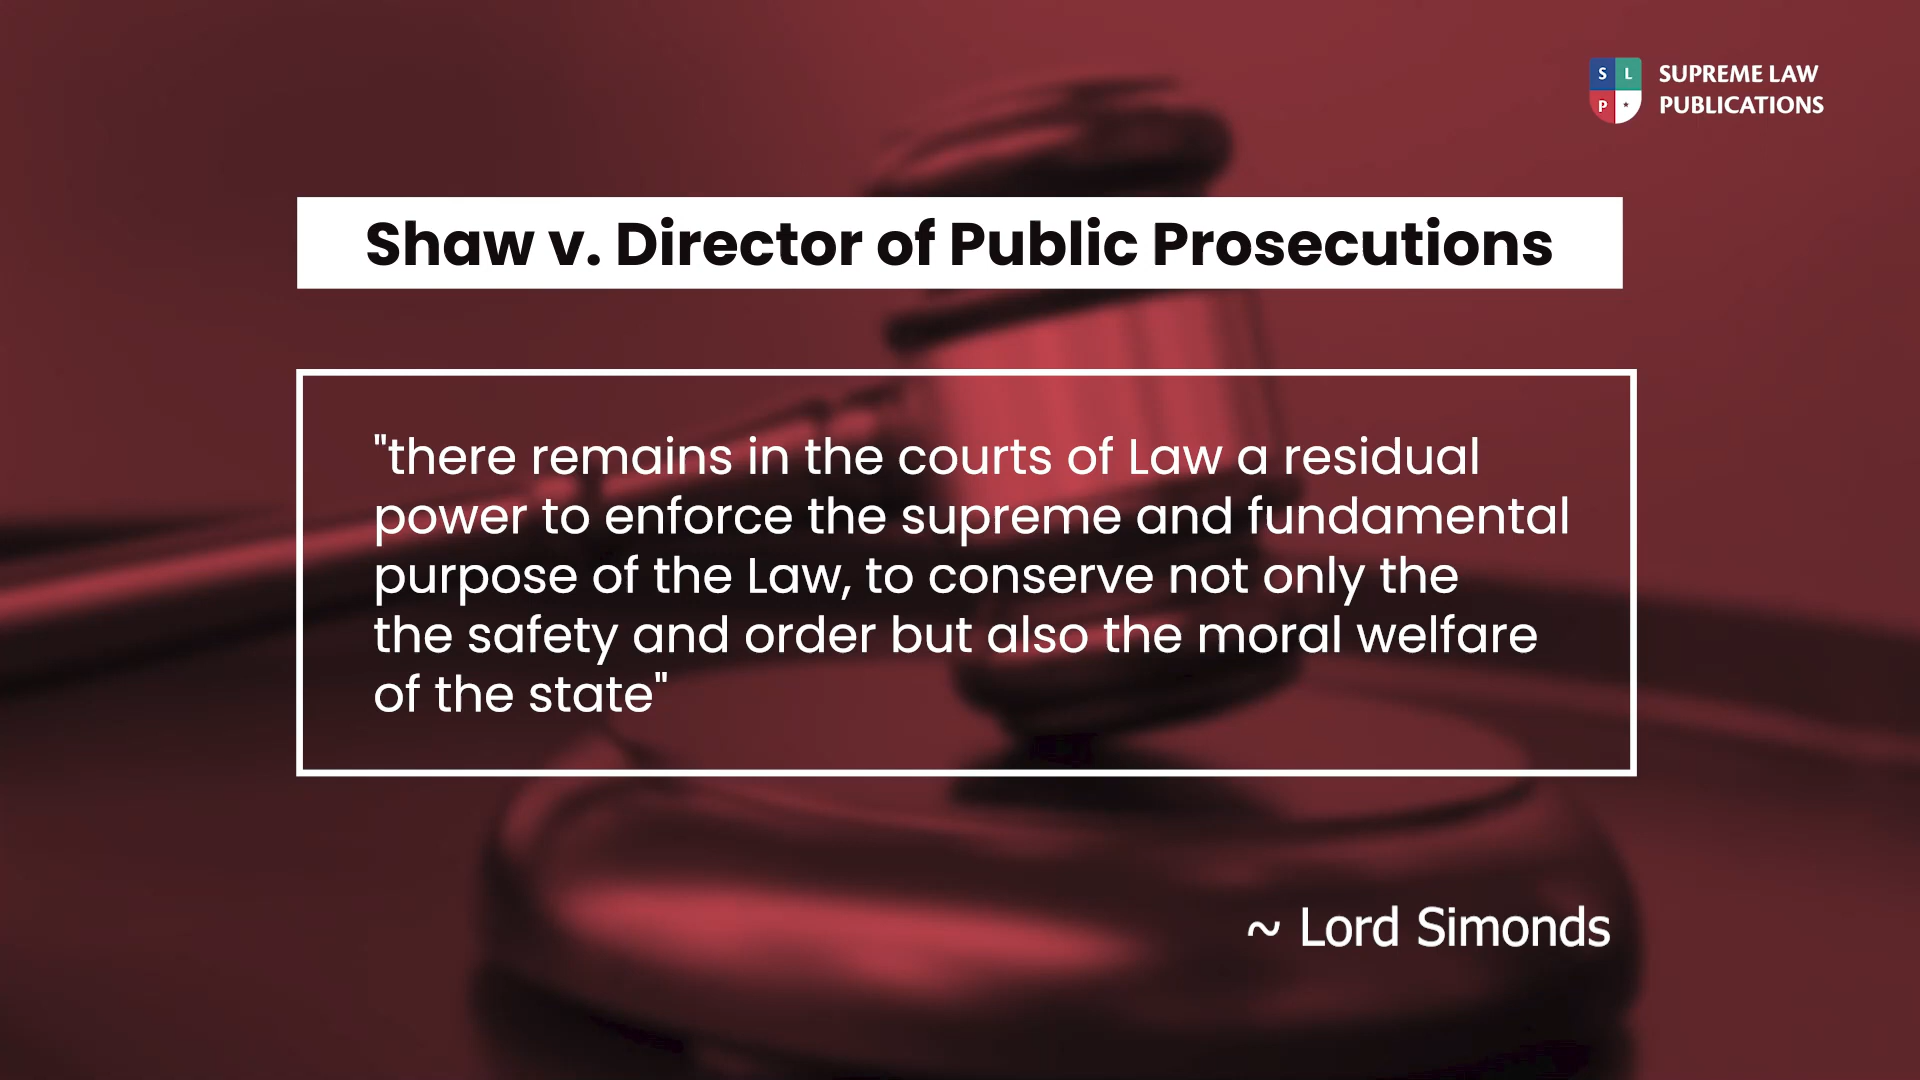 S L
P
SUPREME LAW
PUBLICATIONS
Shaw v. Director of Public Prosecutions
"there remains in the courts of Law a residual
power to enforce the supreme and fundamental
purpose of the Law, to conserve not only the
the safety and order but also the moral welfare
of the state"
~ Lord Simonds